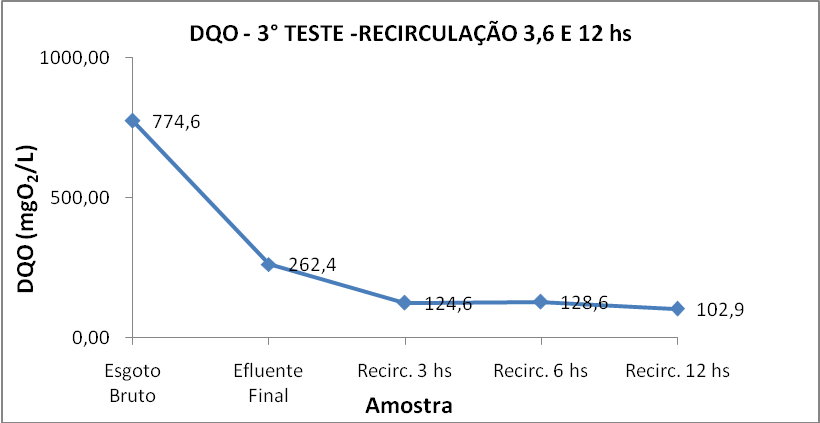 DQO - 3° TESTE -RECIRCULAÇÃO 3,6 E 12 hs
1000,00
500,00
0,00
DQO (mgO₂/L)
774,6
262,4
124,6
128,6
102,9
Esgoto
Bruto
Efluente
Final
Recirc. 3 hs
Recirc. 6 hs
Recirc. 12 hs
Amostra